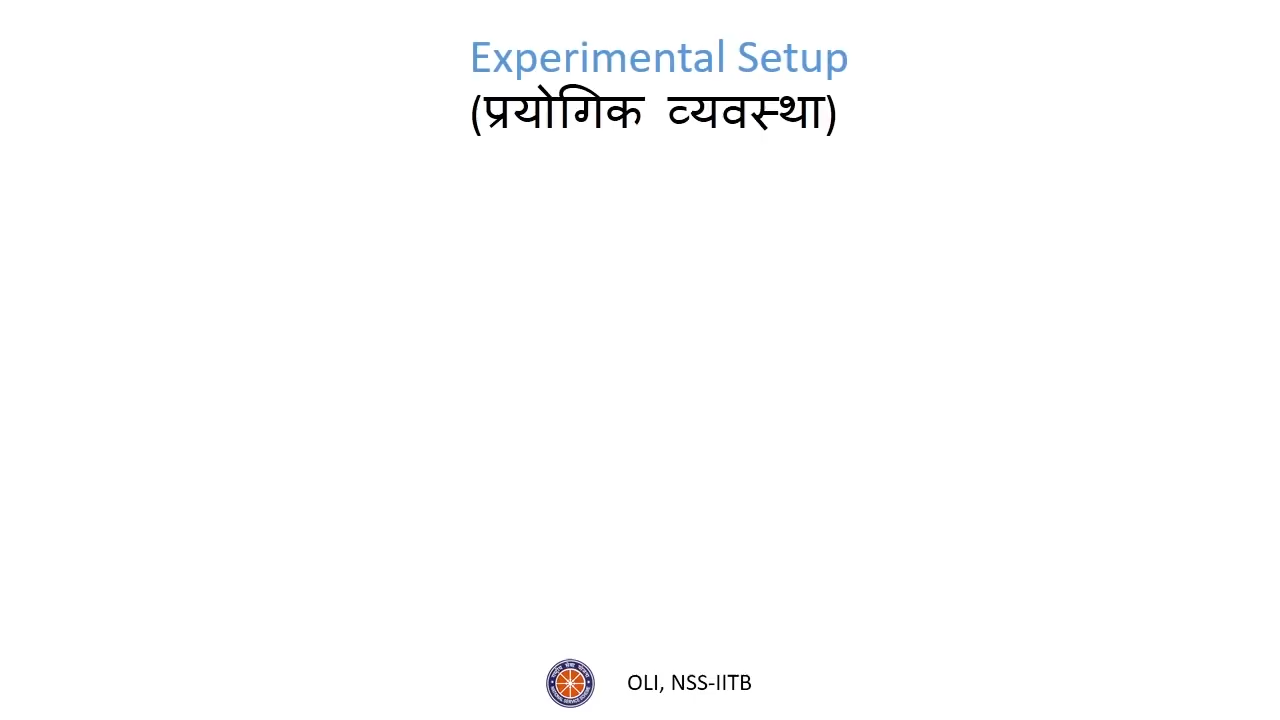 Experimental Setup
(प्रयोगिक व्यवस्था)
OLI, NSS-IITB